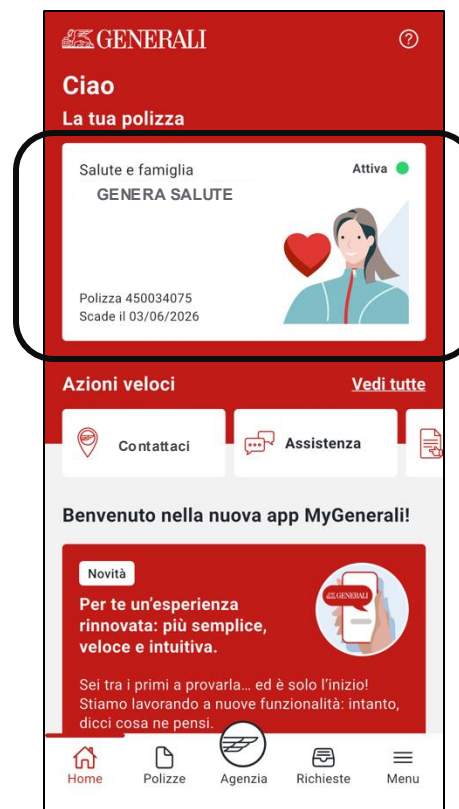 GENERALI
Ciao
La tua polizza
Salute e famiglia
Attiva
GENERA SALUTE
Polizza 450034075
Scade il 03/06/2026
Azioni veloci
Vedi tutte
Contattaci
Assistenza
Benvenuto nella nuova app MyGenerali!
Novità
Per te un’esperienza
rinnovata: più semplice,
veloce e intuitiva.
GENERALI
Sei tra i primi a provarla… ed è solo l’inizio!
Stiamo lavorando a nuove funzionalità: intanto,
dicci cosa ne pensi.
Home
Polizze
Agenzia
Richieste
Menu